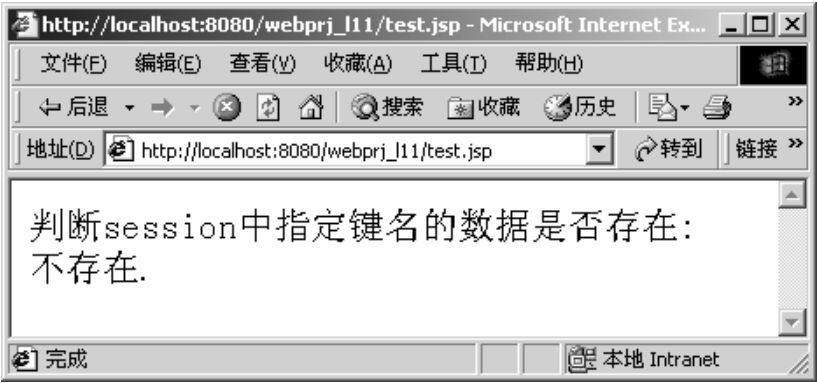 http://localhost:8080/webprj_l11/test.jsp - Microsoft Internet Ex...
文件(F) 编辑(E) 查看(V) 收藏(A) 工具(T) 帮助(H)
后退 搜索 收藏 历史 »
地址(D) http://localhost:8080/webprj_l11/test.jsp 转到 链接 »
判断session中指定键名的数据是否存在:
不存在.
完成 本地 Intranet